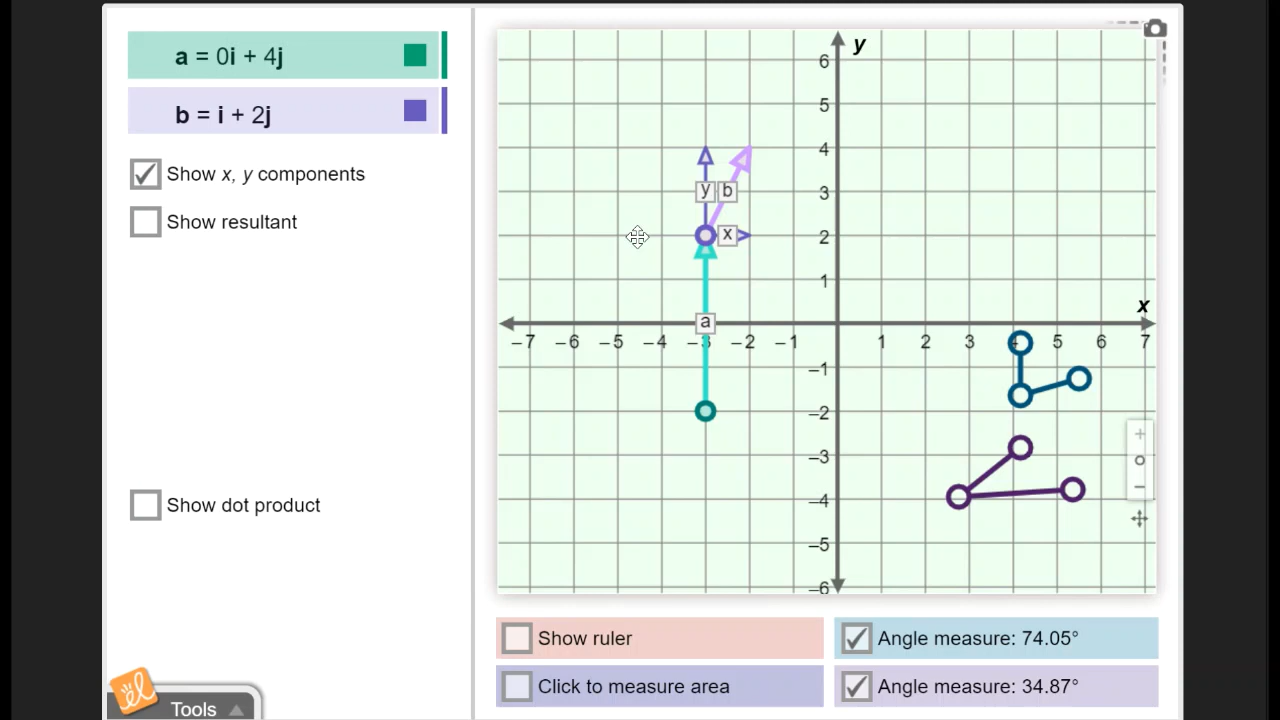 a = 0i + 4j
b = i + 2j
Show x, y components
Show resultant
Show dot product
Tools
y
6
5
4
3
2
1
y b
x
a
x
–7 –6 –5 –4 –3 –2 –1 1 2 3 4 5 6 7
–1
–2
–3
–4
–5
–6
+
–
Show ruler
Angle measure: 74.05°
Click to measure area
Angle measure: 34.87°